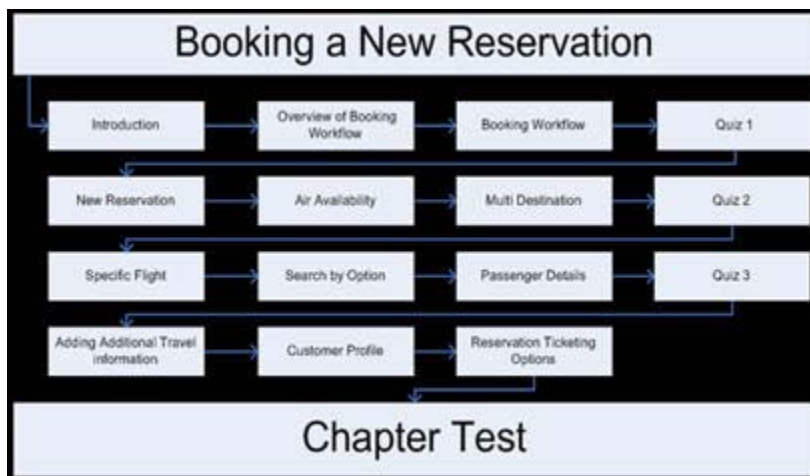 Booking a New Reservation
Introduction
Overview of Booking
Workflow
Booking Workflow
Quiz 1
New Reservation
Air Availability
Multi Destination
Quiz 2
Specific Flight
Search by Option
Passenger Details
Quiz 3
Adding Additional Travel
information
Customer Profile
Reservation Ticketing
Options
Chapter Test